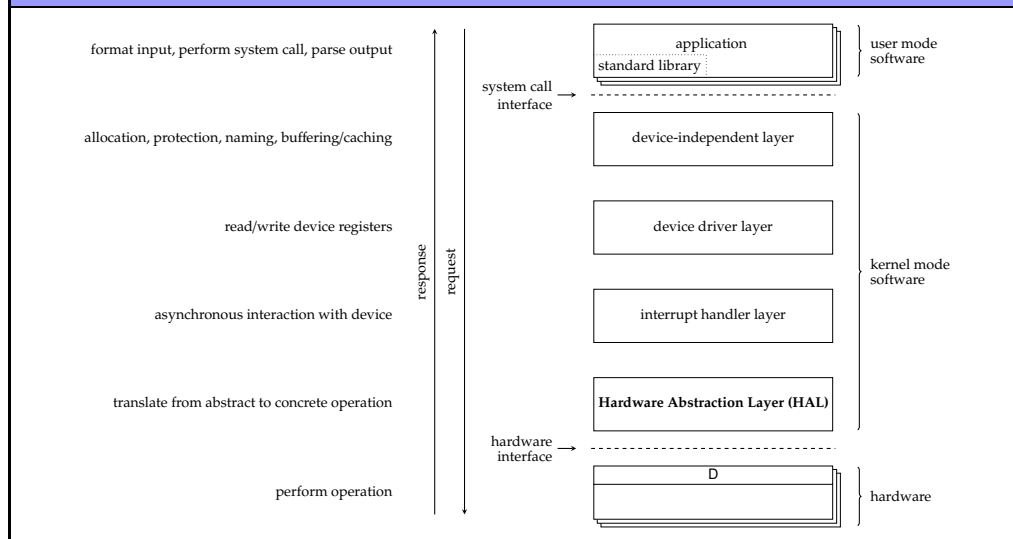 format input, perform system call, parse output
application
standard library
user mode
software
system call
interface
allocation, protection, naming, buffering/caching
device-independent layer
read/write device registers
device driver layer
response
request
kernel mode
software
asynchronous interaction with device
interrupt handler layer
translate from abstract to concrete operation
Hardware Abstraction Layer (HAL)
hardware
interface
D
perform operation
hardware